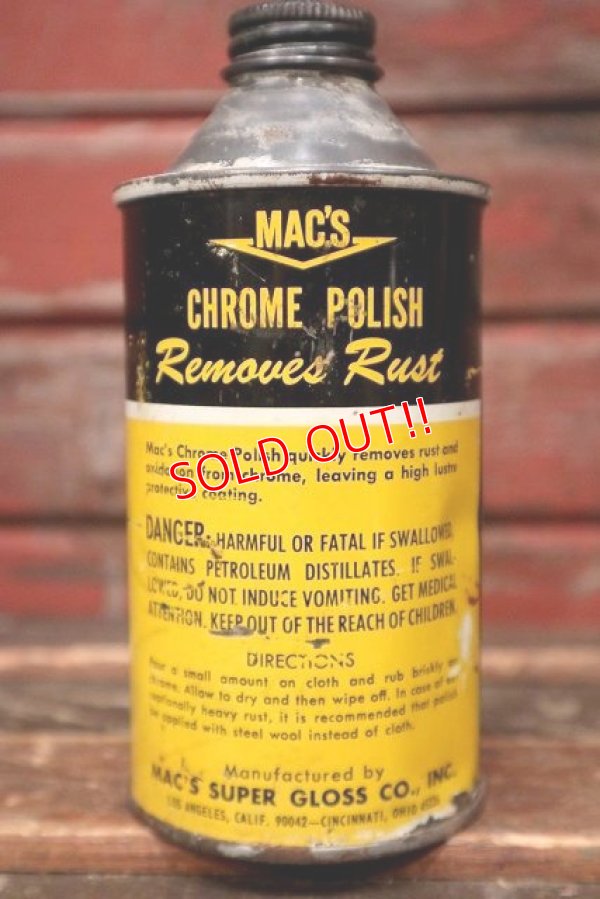 MAC'S
CHROME POLISH
Removes Rust
SOLD OUT!!
Mac's Chrome Polish quickly removes rust and
oxidation from chrome, leaving a high lustre
protective coating.
DANGER: HARMFUL OR FATAL IF SWALLOWED.
CONTAINS PETROLEUM DISTILLATES. IF SWAL-
LOWED, DO NOT INDUCE VOMITING. GET MEDICAL
ATTENTION. KEEP OUT OF THE REACH OF CHILDREN.
DIRECTIONS
a small amount on cloth and rub briskly
chrome. Allow to dry and then wipe off. In case of
heavy rust, it is recommended that polish
be applied with steel wool instead of cloth.
Manufactured by
MAC'S SUPER GLOSS CO., INC.
LOS ANGELES, CALIF. 90042—CINCINNATI, OHIO